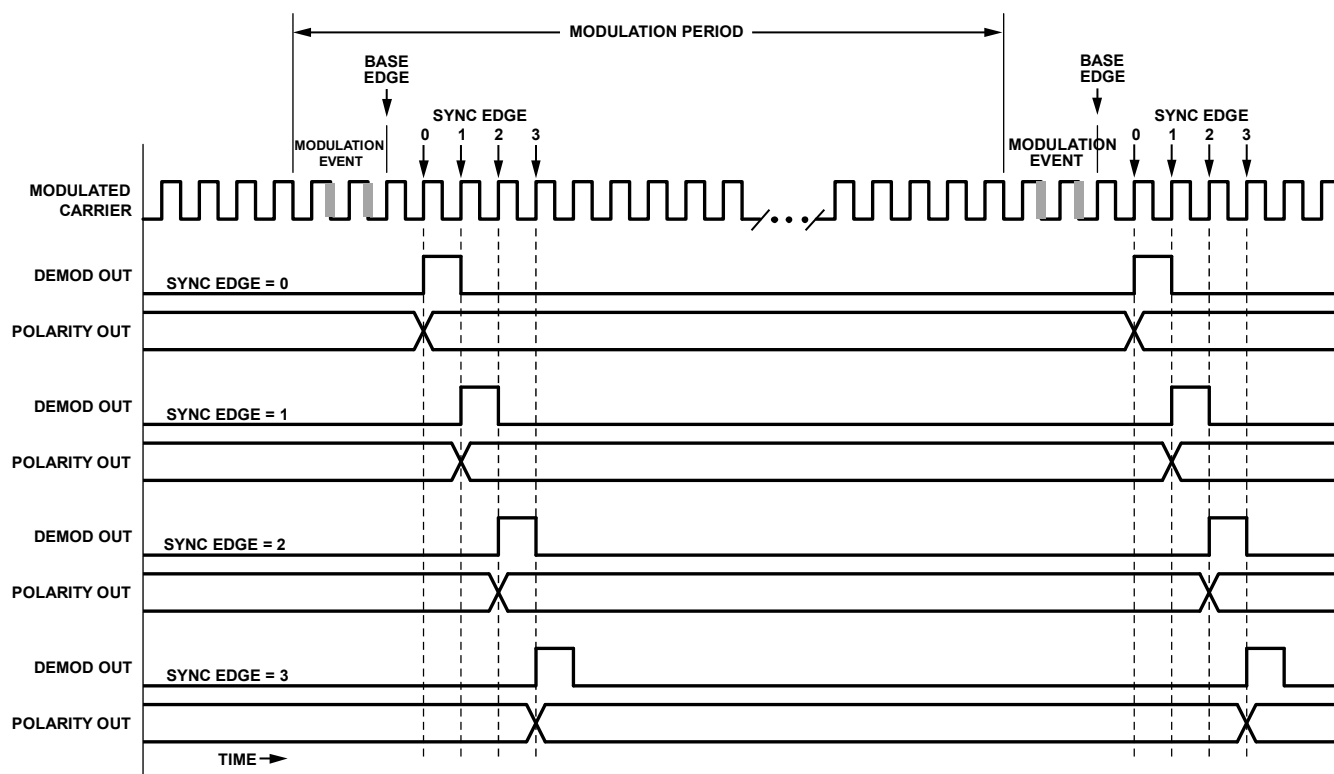 MODULATION PERIOD
BASE
EDGE
BASE
EDGE
SYNC EDGE
0 1 2 3
SYNC EDGE
0 1 2 3
MODULATION
EVENT
MODULATION
EVENT
MODULATED
CARRIER
DEMOD OUT
SYNC EDGE = 0
POLARITY OUT
DEMOD OUT
SYNC EDGE = 1
POLARITY OUT
DEMOD OUT
SYNC EDGE = 2
POLARITY OUT
DEMOD OUT
SYNC EDGE = 3
POLARITY OUT
TIME